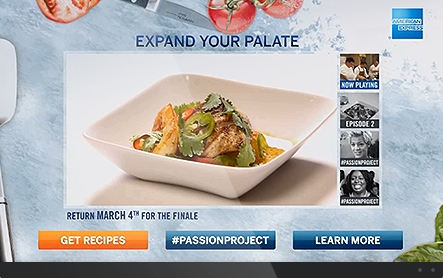 AMERICAN EXPRESS
EXPAND YOUR PALATE
NOW PLAYING
EPISODE 2
#PASSIONPROJECT
#PASSIONPROJECT
RETURN MARCH 4TH FOR THE FINALE
GET RECIPES
#PASSIONPROJECT
LEARN MORE